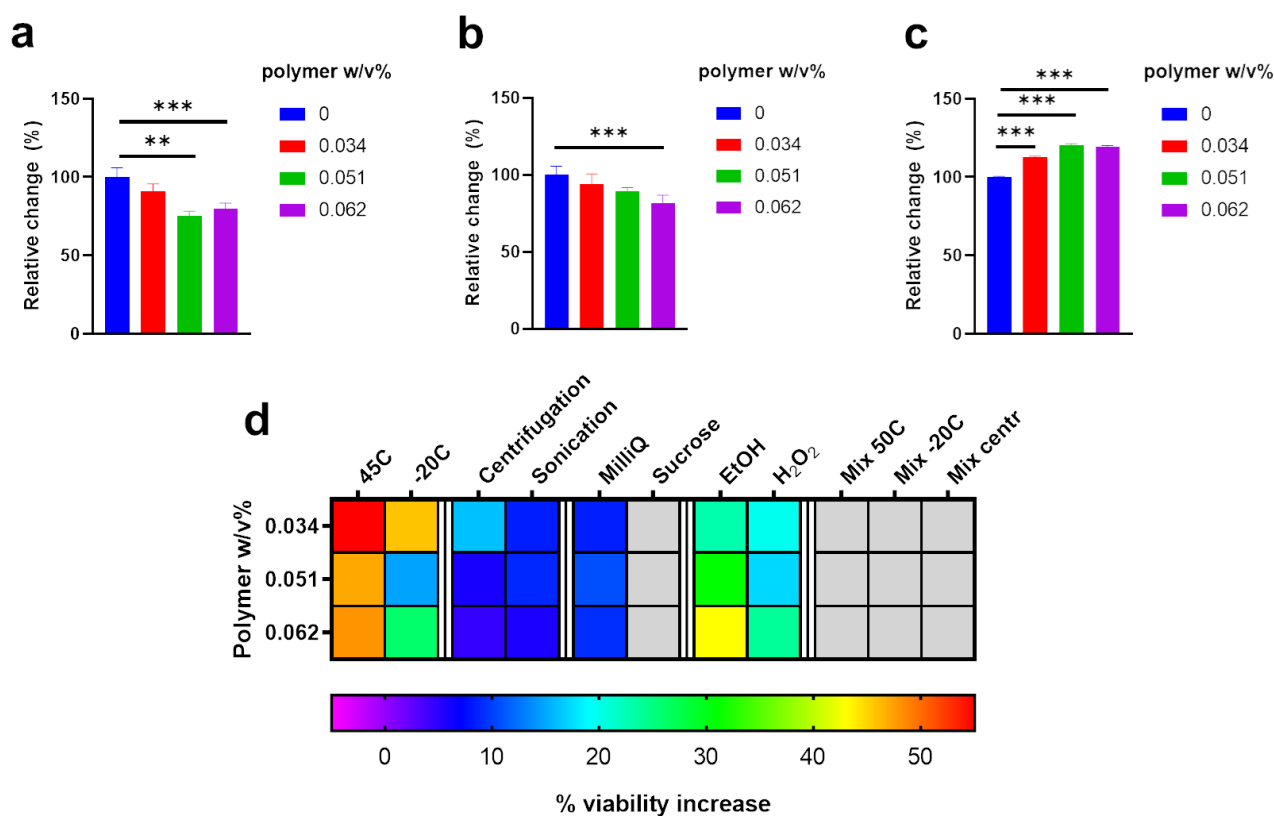 a
polymer w/v%
Relative change (%)
150
100
50
0
***
**
0
0.034
0.051
0.062
b
polymer w/v%
Relative change (%)
150
100
50
0
***
0
0.034
0.051
0.062
c
polymer w/v%
Relative change (%)
150
100
50
0
***
***
***
0
0.034
0.051
0.062
d
45C
-20C
Centrifugation
Sonication
MilliQ
Sucrose
EtOH
H₂O₂
Mix 50C
Mix -20C
Mix centr
Polymer w/v%
0.034
0.051
0.062
0 10 20 30 40 50
% viability increase